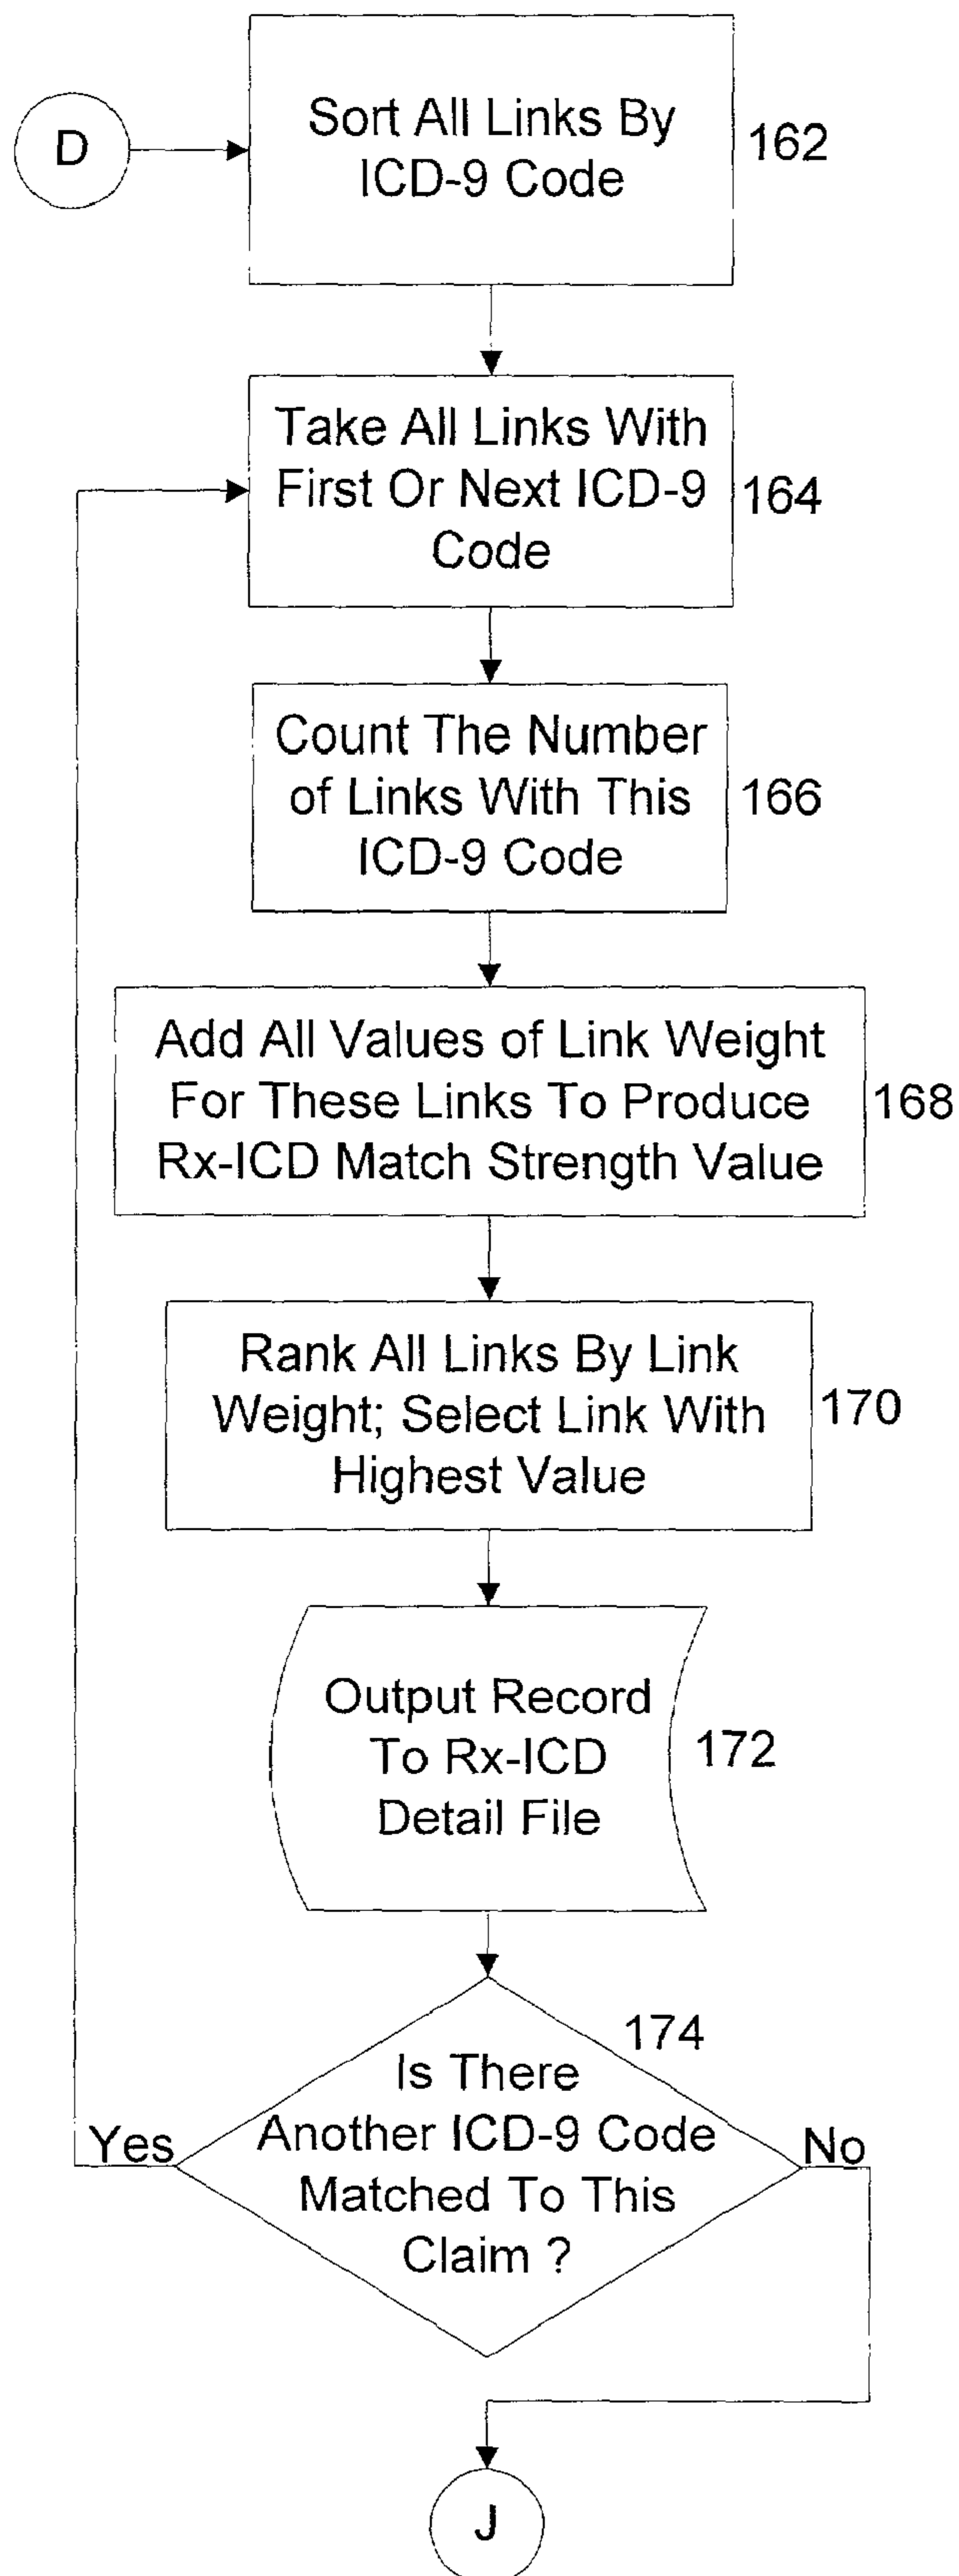 D
Sort All Links By
ICD-9 Code
162
Take All Links With
First Or Next ICD-9
Code
164
Count The Number
of Links With This
ICD-9 Code
166
Add All Values of Link Weight
For These Links To Produce
Rx-ICD Match Strength Value
168
Rank All Links By Link
Weight; Select Link With
Highest Value
170
Output Record
To Rx-ICD
Detail File
172
174
Is There
Another ICD-9 Code
Matched To This
Claim ?
Yes
No
J